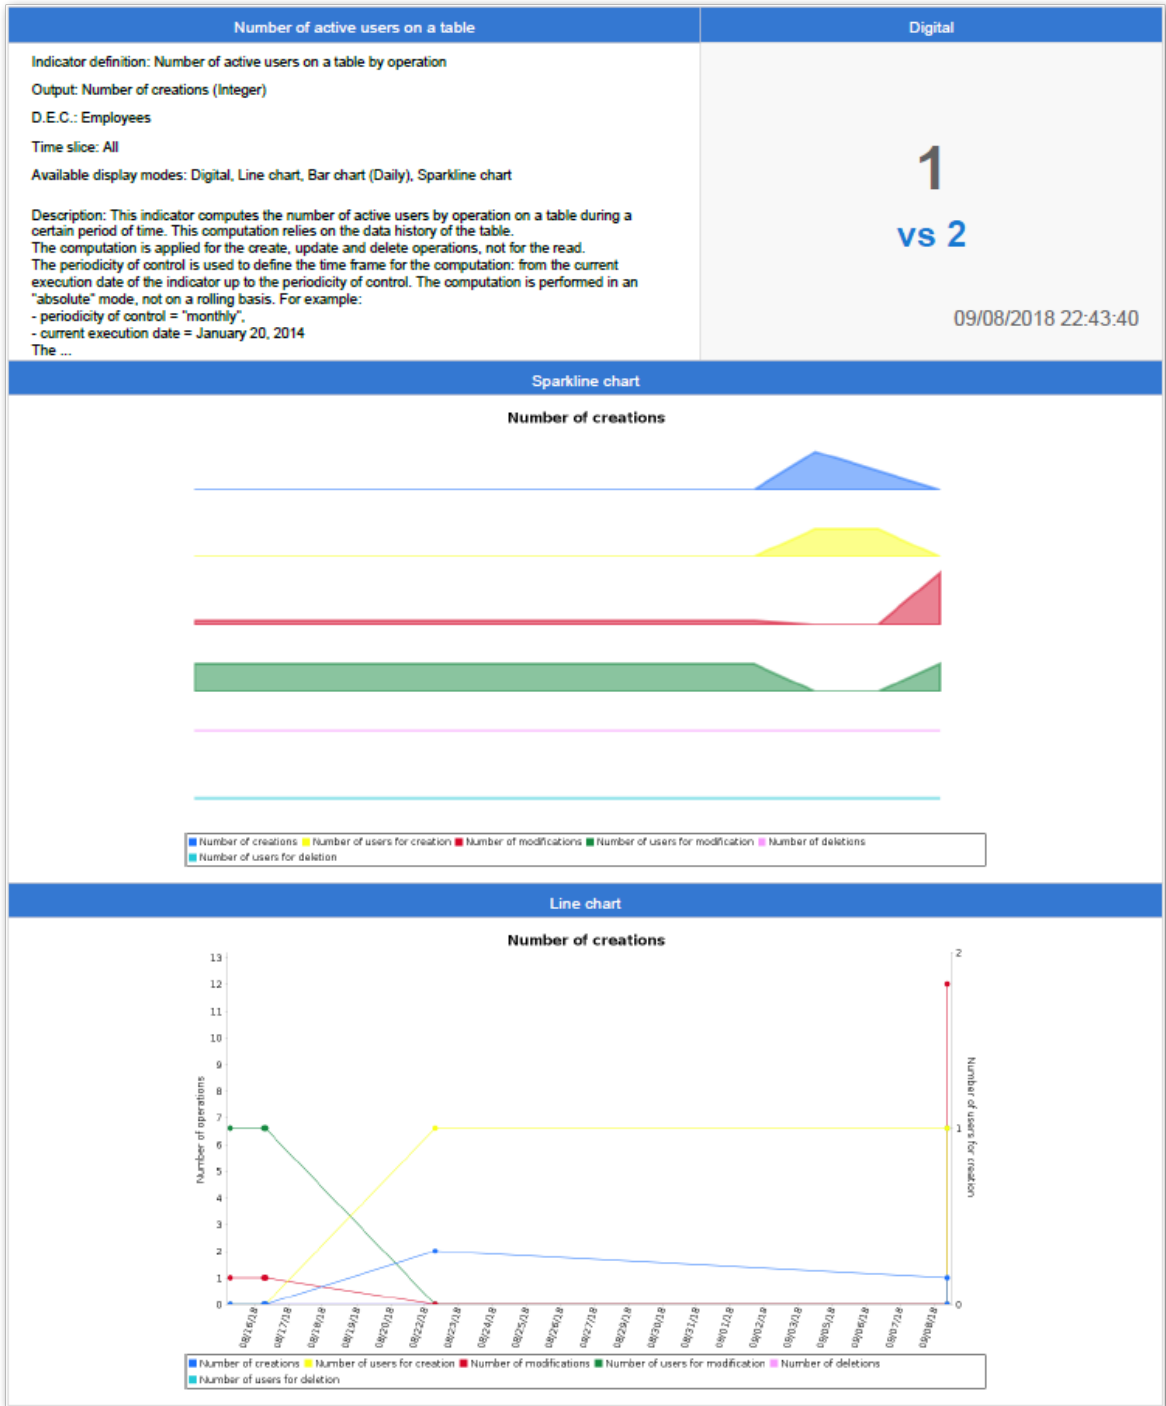 Number of active users on a table
Digital
Indicator definition: Number of active users on a table by operation
Output: Number of creations (Integer)
D.E.C.: Employees
Time slice: All
Available display modes: Digital, Line chart, Bar chart (Daily), Sparkline chart
Description: This indicator computes the number of active users by operation on a table during a
certain period of time. This computation relies on the data history of the table.
The computation is applied for the create, update and delete operations, not for the read.
The periodicity of control is used to define the time frame for the computation: from the current
execution date of the indicator up to the periodicity of control. The computation is performed in an
"absolute" mode, not on a rolling basis. For example:
- periodicity of control = "monthly",
- current execution date = January 20, 2014
The ...
1
vs 2
09/08/2018 22:43:40
Sparkline chart
Number of creations
Number of creations Number of users for creation Number of modifications Number of users for modification Number of deletions
Number of users for deletion
Line chart
Number of creations
13
12
11
10
9
8
7
6
5
4
3
2
1
0
Number of operations
2
1
0
Number of users for creation
08/16/18
08/17/18
08/18/18
08/19/18
08/20/18
08/22/18
08/23/18
08/24/18
08/25/18
08/26/18
08/27/18
08/29/18
08/30/18
08/31/18
09/01/18
09/02/18
09/03/18
09/05/18
09/06/18
09/07/18
09/08/18
Number of creations Number of users for creation Number of modifications Number of users for modification Number of deletions
Number of users for deletion